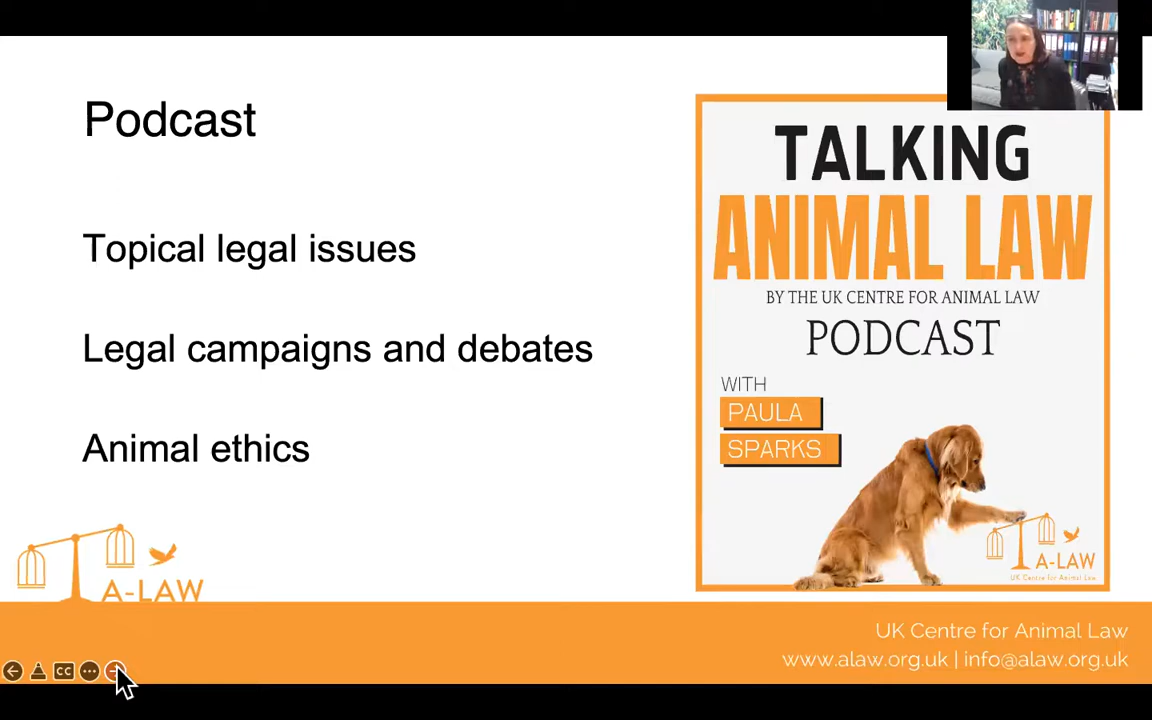 Podcast
Topical legal issues
Legal campaigns and debates
Animal ethics
A-LAW
TALKING
ANIMAL LAW
BY THE UK CENTRE FOR ANIMAL LAW
PODCAST
WITH
PAULA
SPARKS
A-LAW
UK Centre for Animal Law
UK Centre for Animal Law
www.alaw.org.uk | info@alaw.org.uk
CC